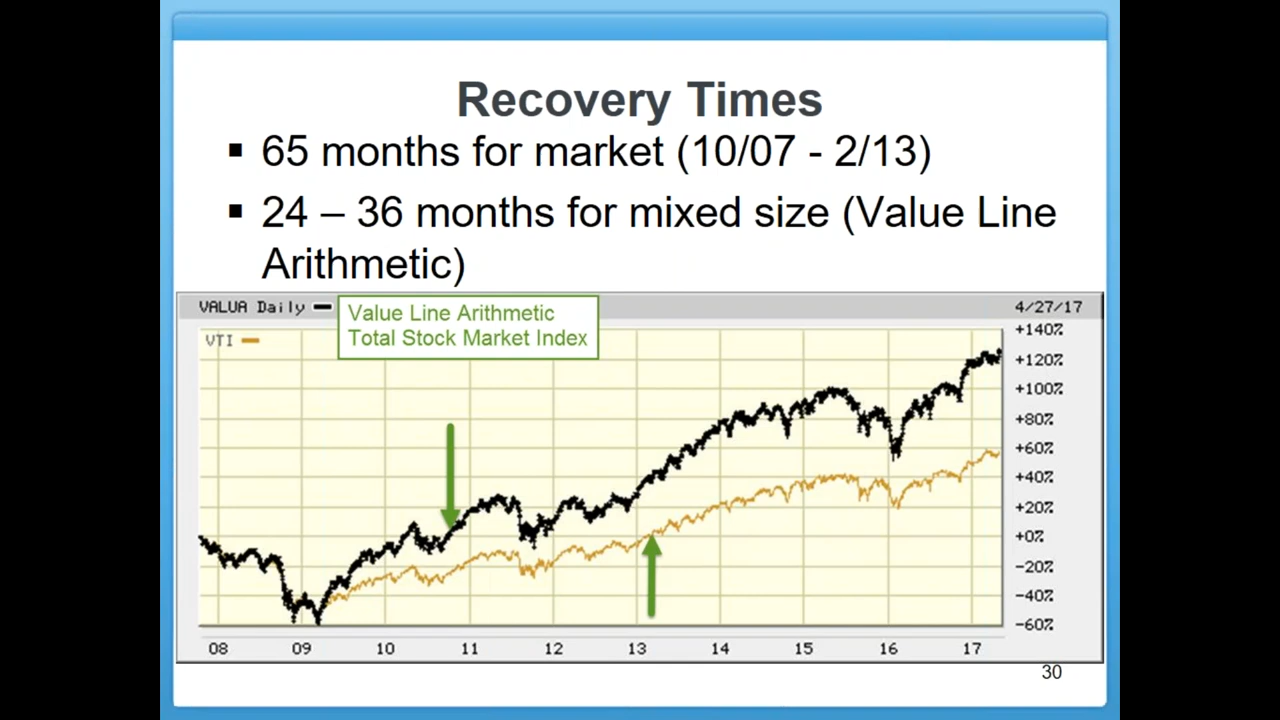 Recovery Times
▪ 65 months for market (10/07 - 2/13)
▪ 24 – 36 months for mixed size (Value Line
Arithmetic)
VALUA Daily
4/27/17
Value Line Arithmetic
Total Stock Market Index
VTI
+140%
+120%
+100%
+80%
+60%
+40%
+20%
+0%
-20%
-40%
-60%
08 09 10 11 12 13 14 15 16 17
30